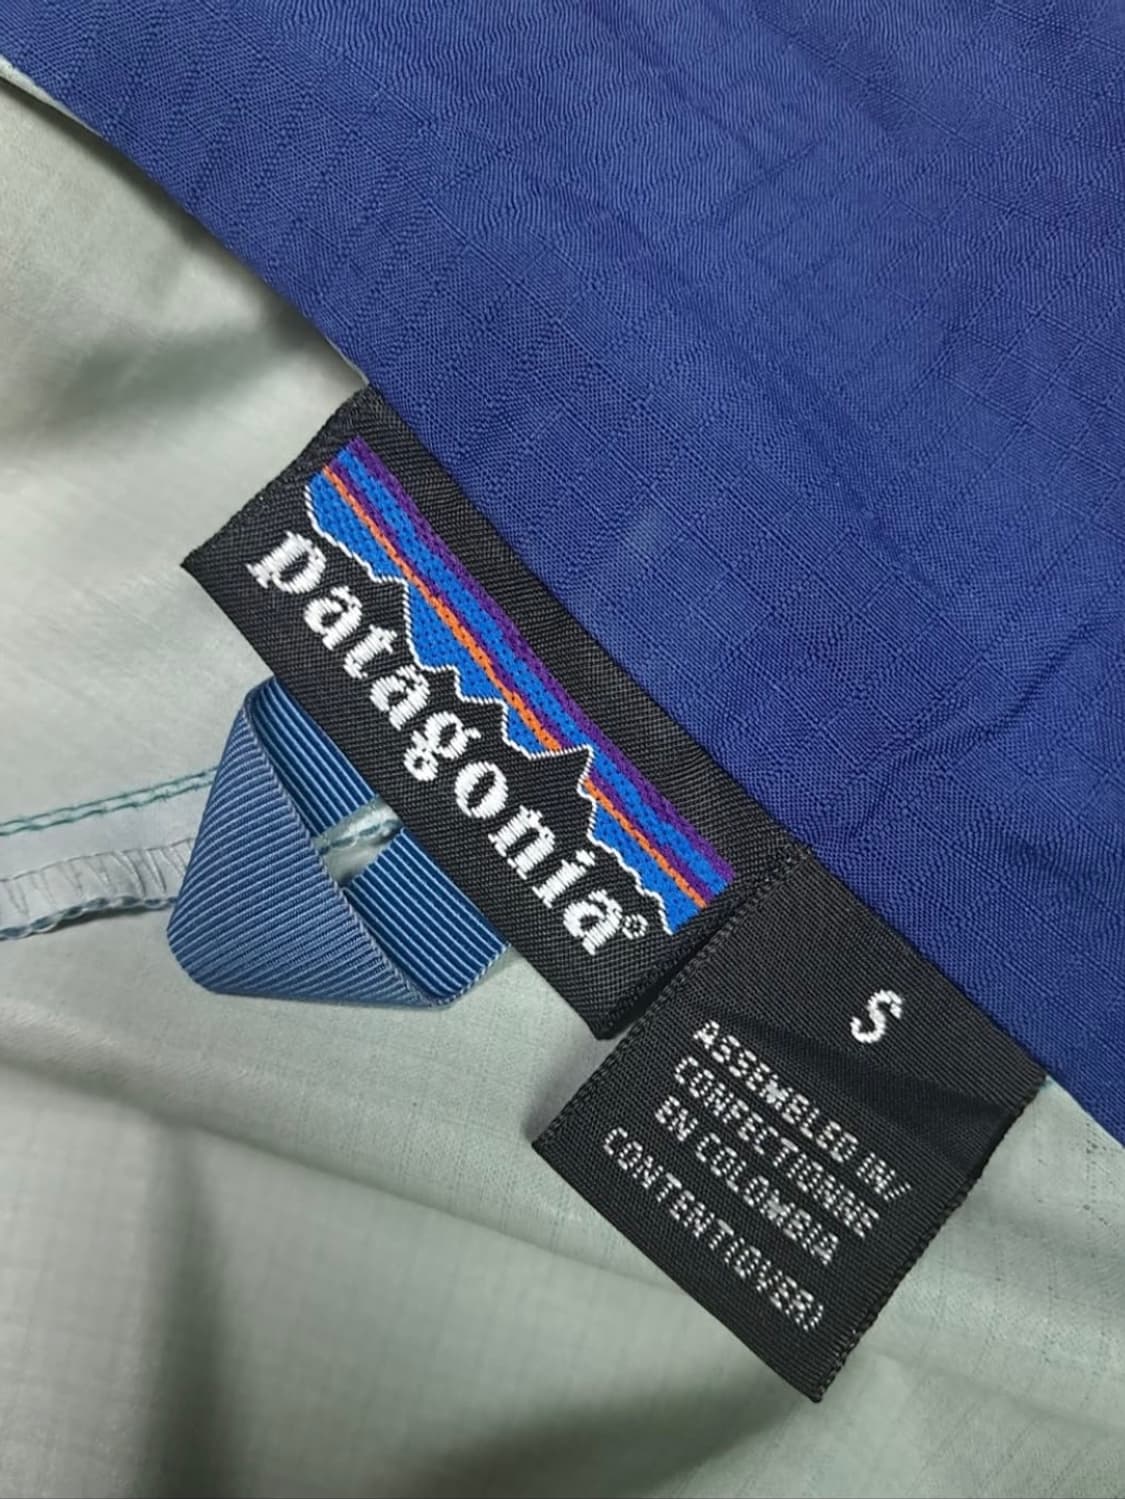 patagonia®
S
ASSEMBLED IN/
CONFECTIONNE
EN COLOMBIA
CONTENT(OVER)